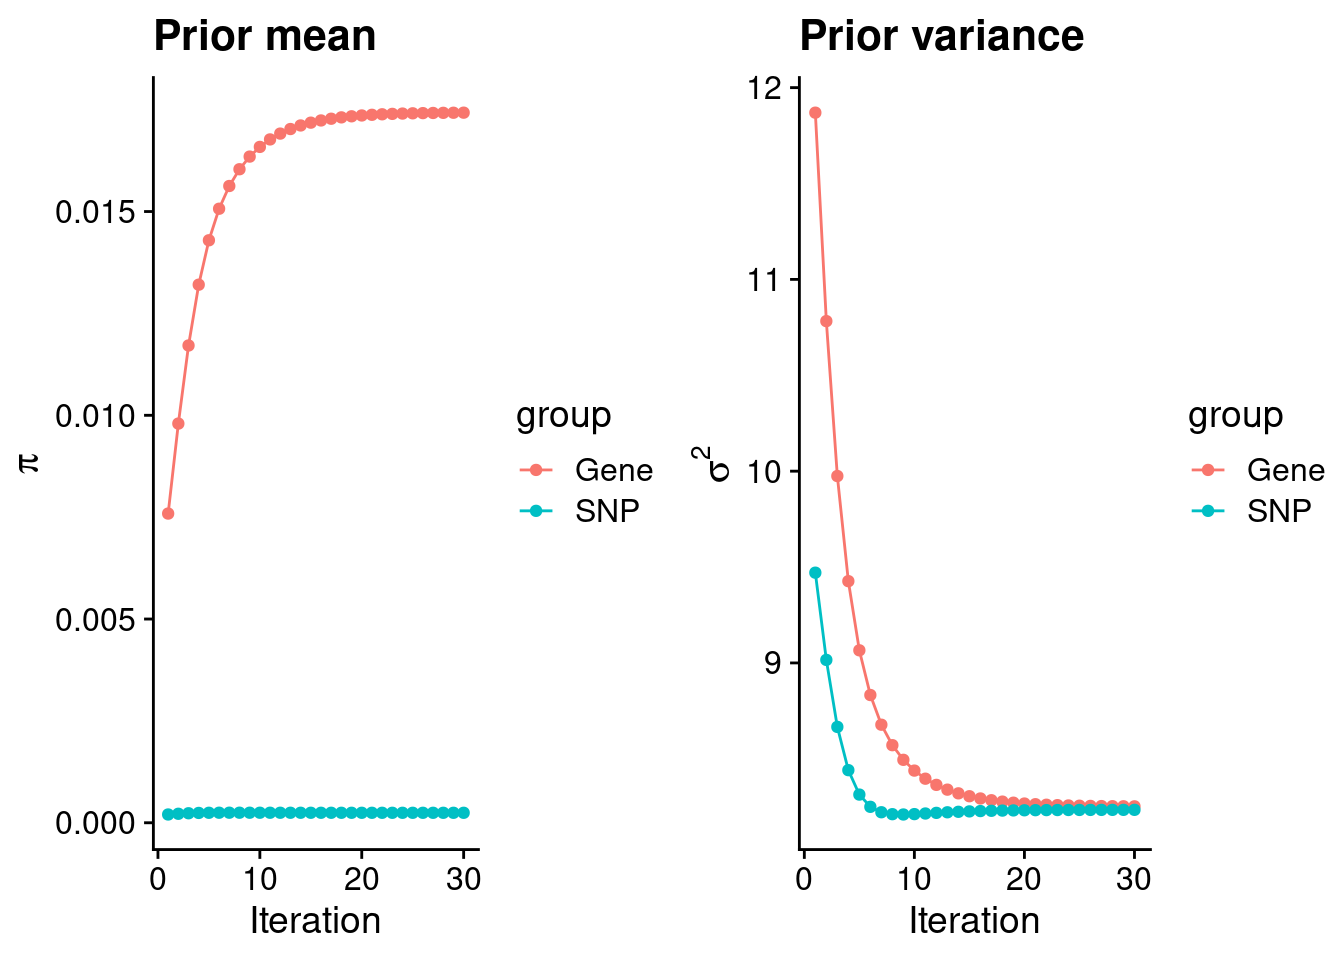 Prior mean
0.015
0.010
0.005
0.000
π
0 10 20 30
Iteration
group
Gene
SNP
Prior variance
12
11
10
9
σ²
0 10 20 30
Iteration
group
Gene
SNP